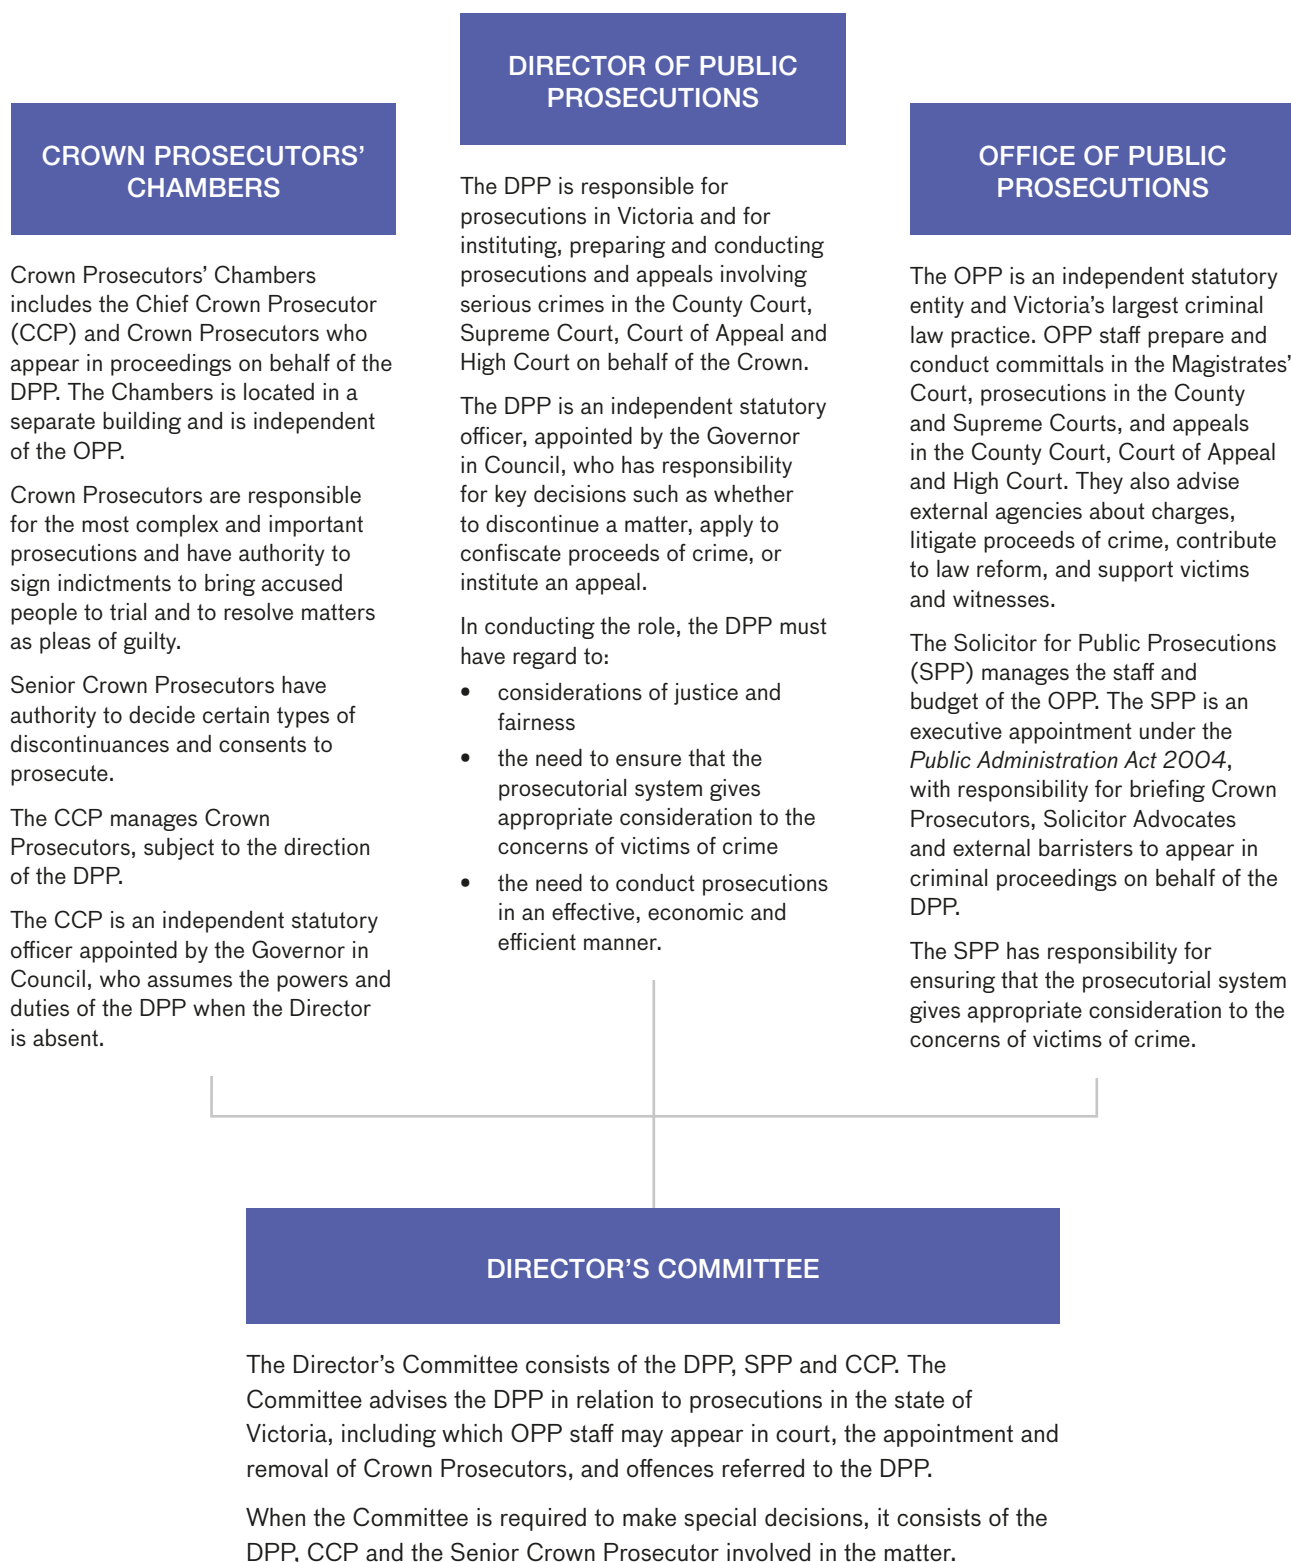 DIRECTOR OF PUBLIC
PROSECUTIONS
CROWN PROSECUTORS'
CHAMBERS
OFFICE OF PUBLIC
PROSECUTIONS
Crown Prosecutors’ Chambers
includes the Chief Crown Prosecutor
(CCP) and Crown Prosecutors who
appear in proceedings on behalf of the
DPP. The Chambers is located in a
separate building and is independent
of the OPP.
Crown Prosecutors are responsible
for the most complex and important
prosecutions and have authority to
sign indictments to bring accused
people to trial and to resolve matters
as pleas of guilty.
Senior Crown Prosecutors have
authority to decide certain types of
discontinuances and consents to
prosecute.
The CCP manages Crown
Prosecutors, subject to the direction
of the DPP.
The CCP is an independent statutory
officer appointed by the Governor in
Council, who assumes the powers and
duties of the DPP when the Director
is absent.
The DPP is responsible for
prosecutions in Victoria and for
instituting, preparing and conducting
prosecutions and appeals involving
serious crimes in the County Court,
Supreme Court, Court of Appeal and
High Court on behalf of the Crown.
The DPP is an independent statutory
officer, appointed by the Governor
in Council, who has responsibility
for key decisions such as whether
to discontinue a matter, apply to
confiscate proceeds of crime, or
institute an appeal.
In conducting the role, the DPP must
have regard to:
• considerations of justice and
fairness
• the need to ensure that the
prosecutorial system gives
appropriate consideration to the
concerns of victims of crime
• the need to conduct prosecutions
in an effective, economic and
efficient manner.
The OPP is an independent statutory
entity and Victoria’s largest criminal
law practice. OPP staff prepare and
conduct committals in the Magistrates’
Court, prosecutions in the County
and Supreme Courts, and appeals
in the County Court, Court of Appeal
and High Court. They also advise
external agencies about charges,
litigate proceeds of crime, contribute
to law reform, and support victims
and witnesses.
The Solicitor for Public Prosecutions
(SPP) manages the staff and
budget of the OPP. The SPP is an
executive appointment under the
Public Administration Act 2004,
with responsibility for briefing Crown
Prosecutors, Solicitor Advocates
and external barristers to appear in
criminal proceedings on behalf of the
DPP.
The SPP has responsibility for
ensuring that the prosecutorial system
gives appropriate consideration to the
concerns of victims of crime.
DIRECTOR’S COMMITTEE
The Director’s Committee consists of the DPP, SPP and CCP. The
Committee advises the DPP in relation to prosecutions in the state of
Victoria, including which OPP staff may appear in court, the appointment and
removal of Crown Prosecutors, and offences referred to the DPP.
When the Committee is required to make special decisions, it consists of the
DPP, CCP and the Senior Crown Prosecutor involved in the matter.